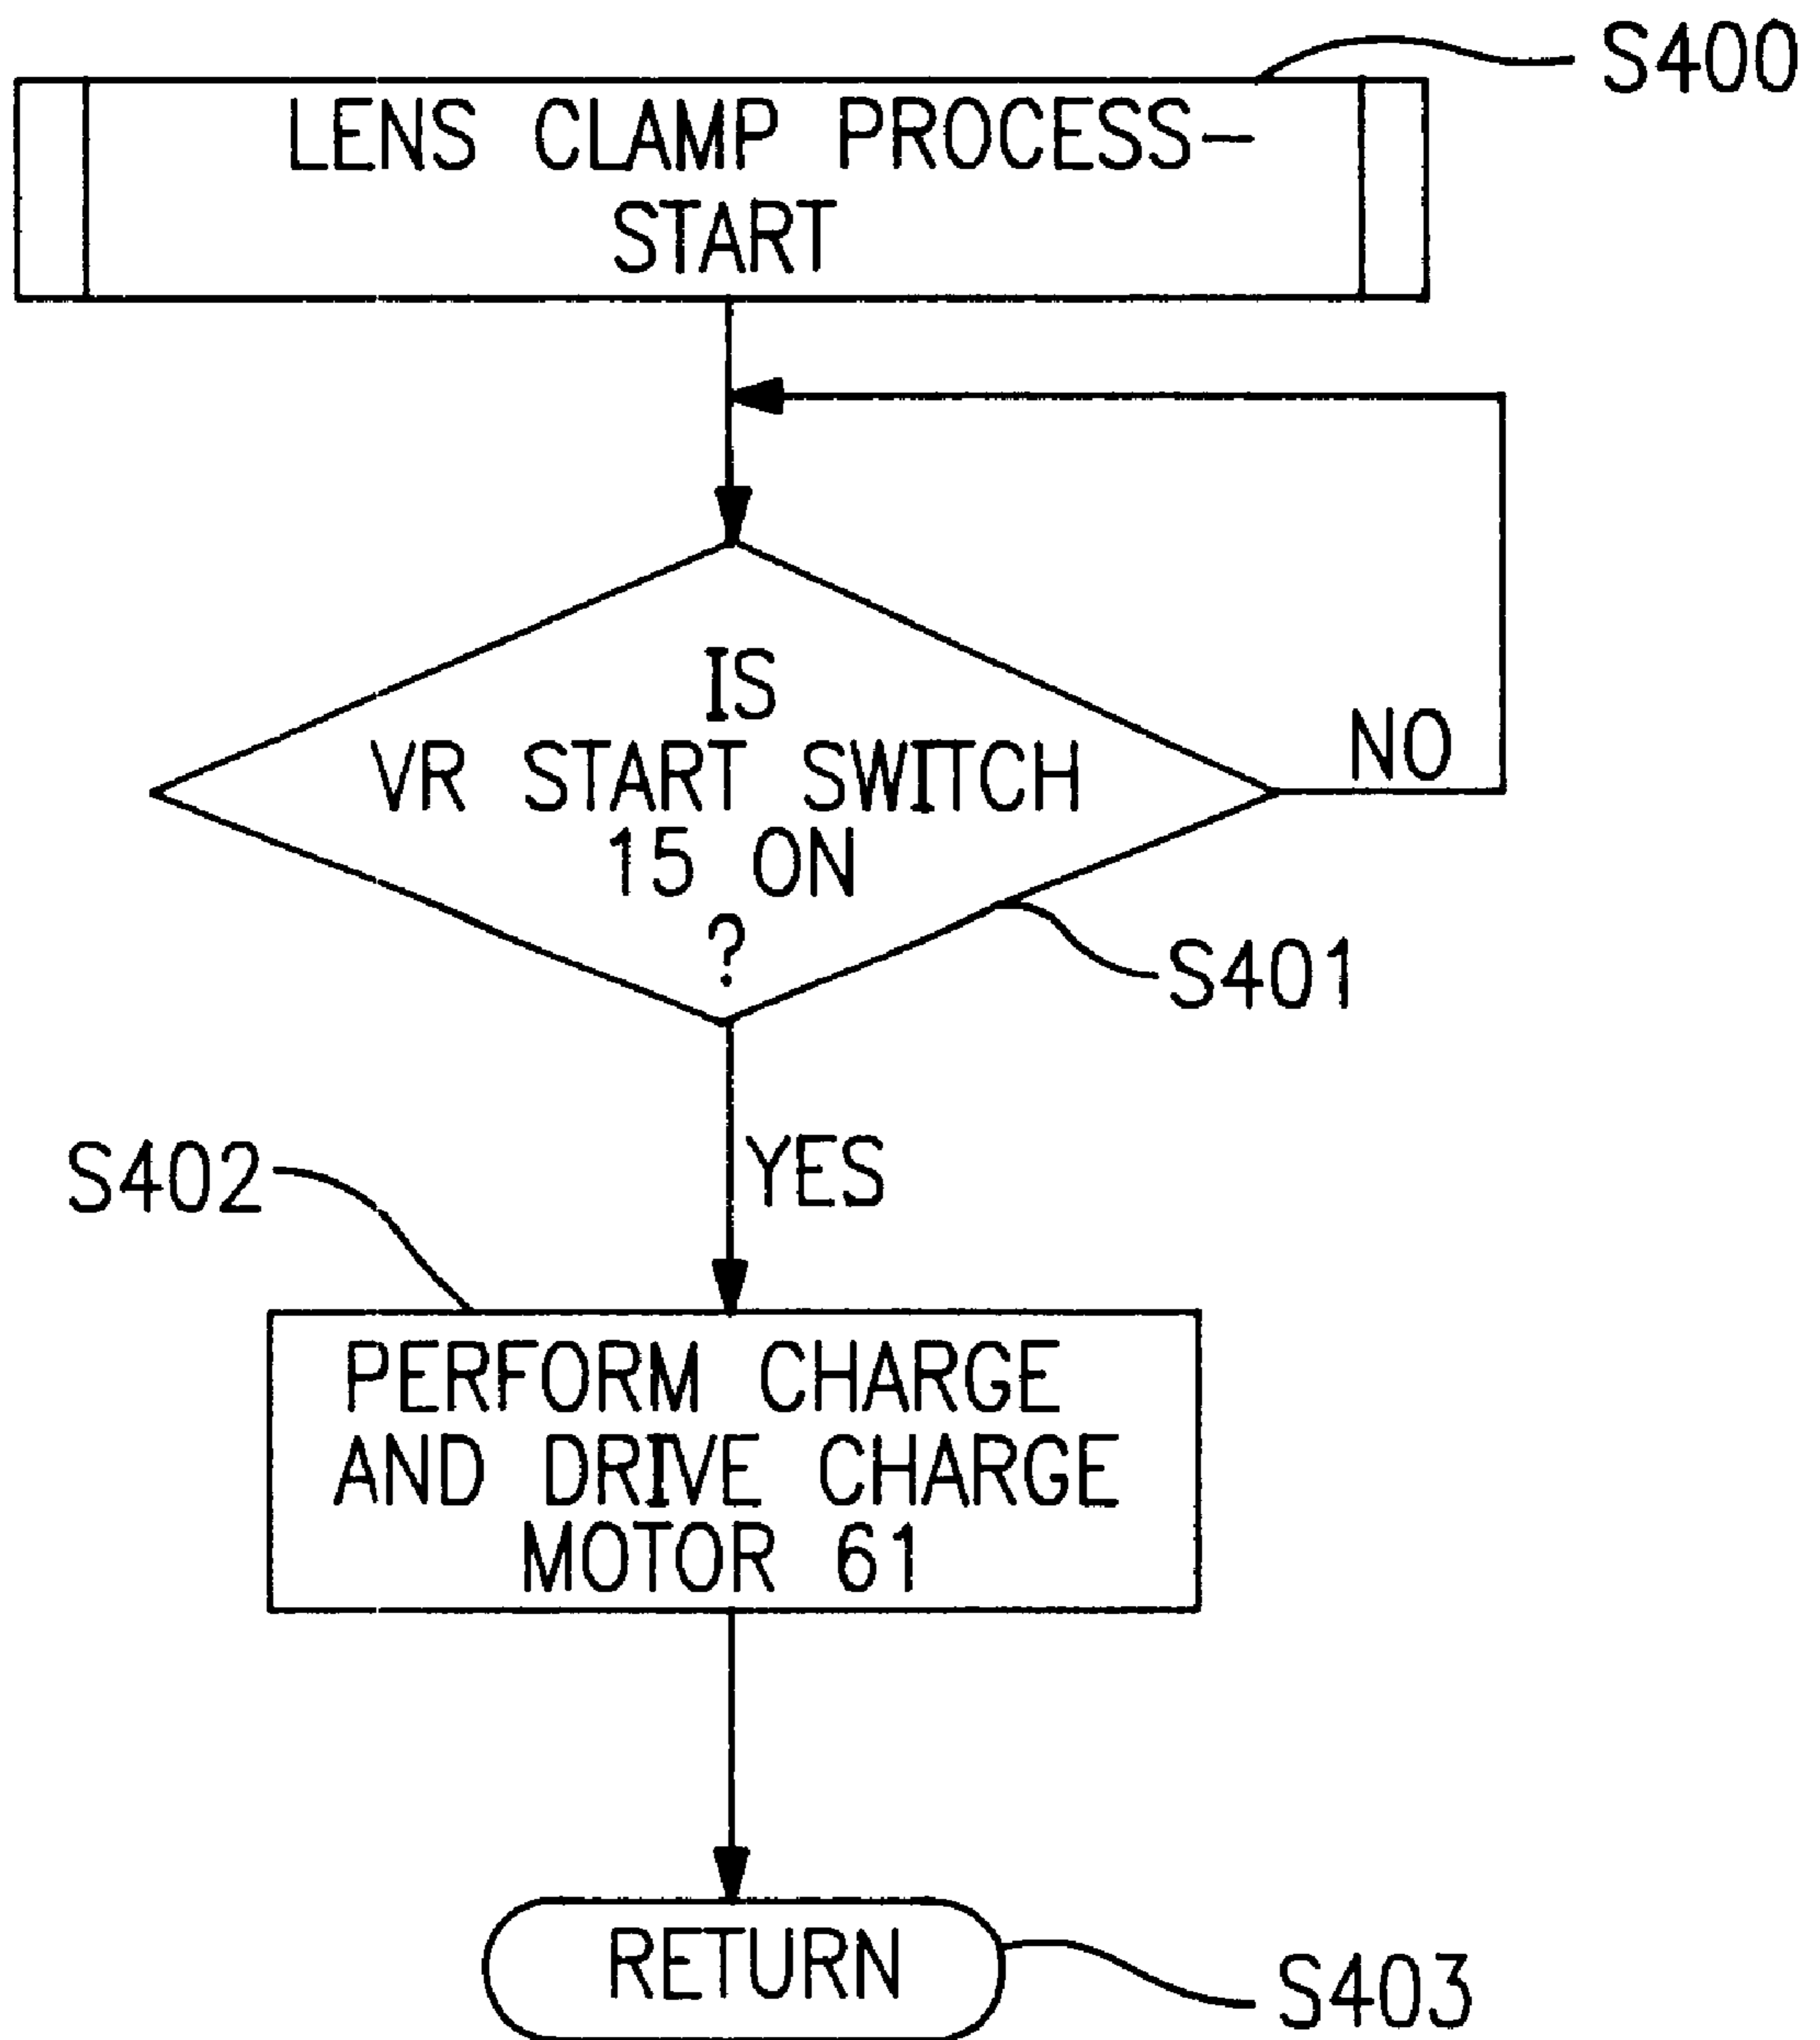 S400
LENS CLAMP PROCESS-
START
IS
VR START SWITCH
15 ON
?
NO
S401
YES
S402
PERFORM CHARGE
AND DRIVE CHARGE
MOTOR 61
RETURN
S403